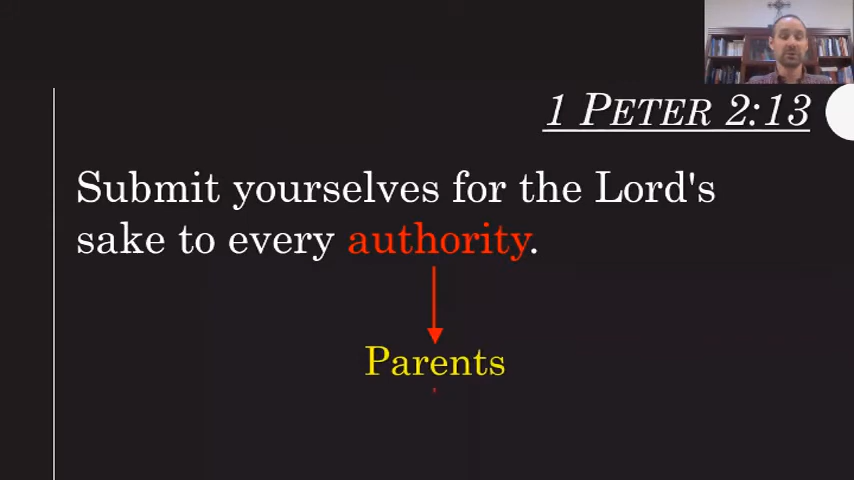 1 PETER 2:13
Submit yourselves for the Lord's
sake to every authority.
Parents